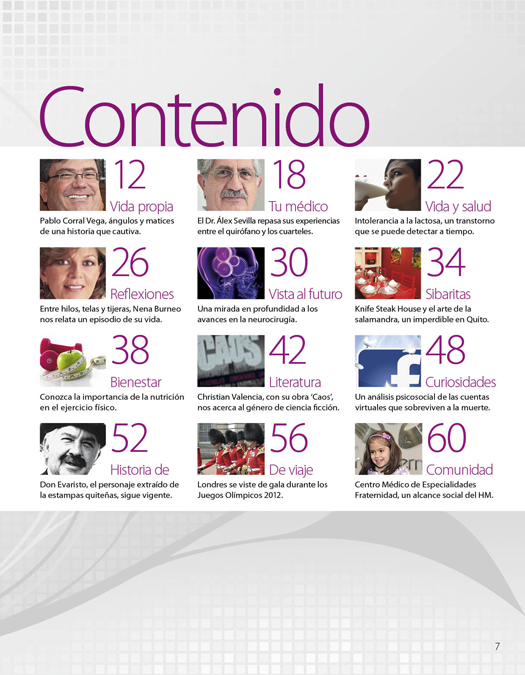 Contenido
12
Vida propia
Pablo Corral Vega, ángulos y matices
de una historia que cautiva.
18
Tu médico
El Dr. Álex Sevilla repasa sus experiencias
entre el quirófano y los cuarteles.
22
Vida y salud
Intolerancia a la lactosa, un transtorno
que se puede detectar a tiempo.
26
Reflexiones
Entre hilos, telas y tijeras, Nena Burneo
nos relata un episodio de su vida.
30
Vista al futuro
Una mirada en profundidad a los
avances en la neurocirugía.
34
Sibaritas
Knife Steak House y el arte de la
salamandra, un imperdible en Quito.
38
Bienestar
Conozca la importancia de la nutrición
en el ejercicio físico.
CAOS
42
Literatura
Christian Valencia, con su obra ‘Caos’,
nos acerca al género de ciencia ficción.
f
48
Curiosidades
Un análisis psicosocial de las cuentas
virtuales que sobreviven a la muerte.
52
Historia de
Don Evaristo, el personaje extraído de
la estampas quiteñas, sigue vigente.
56
De viaje
Londres se viste de gala durante los
Juegos Olímpicos 2012.
60
Comunidad
Centro Médico de Especialidades
Fraternidad, un alcance social del HM.
7